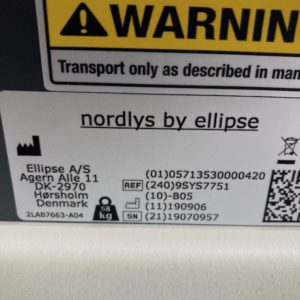 WARNIN
Transport only as described in man
nordlys by ellipse
Ellipse A/S
Agern Alle 11
DK-2970
Hørsholm
Denmark
2LAB7663-A04
58
kg
(01)05713530000420
REF (240)9SYS7751
(10)-B05
(11)190906
SN (21)19070957